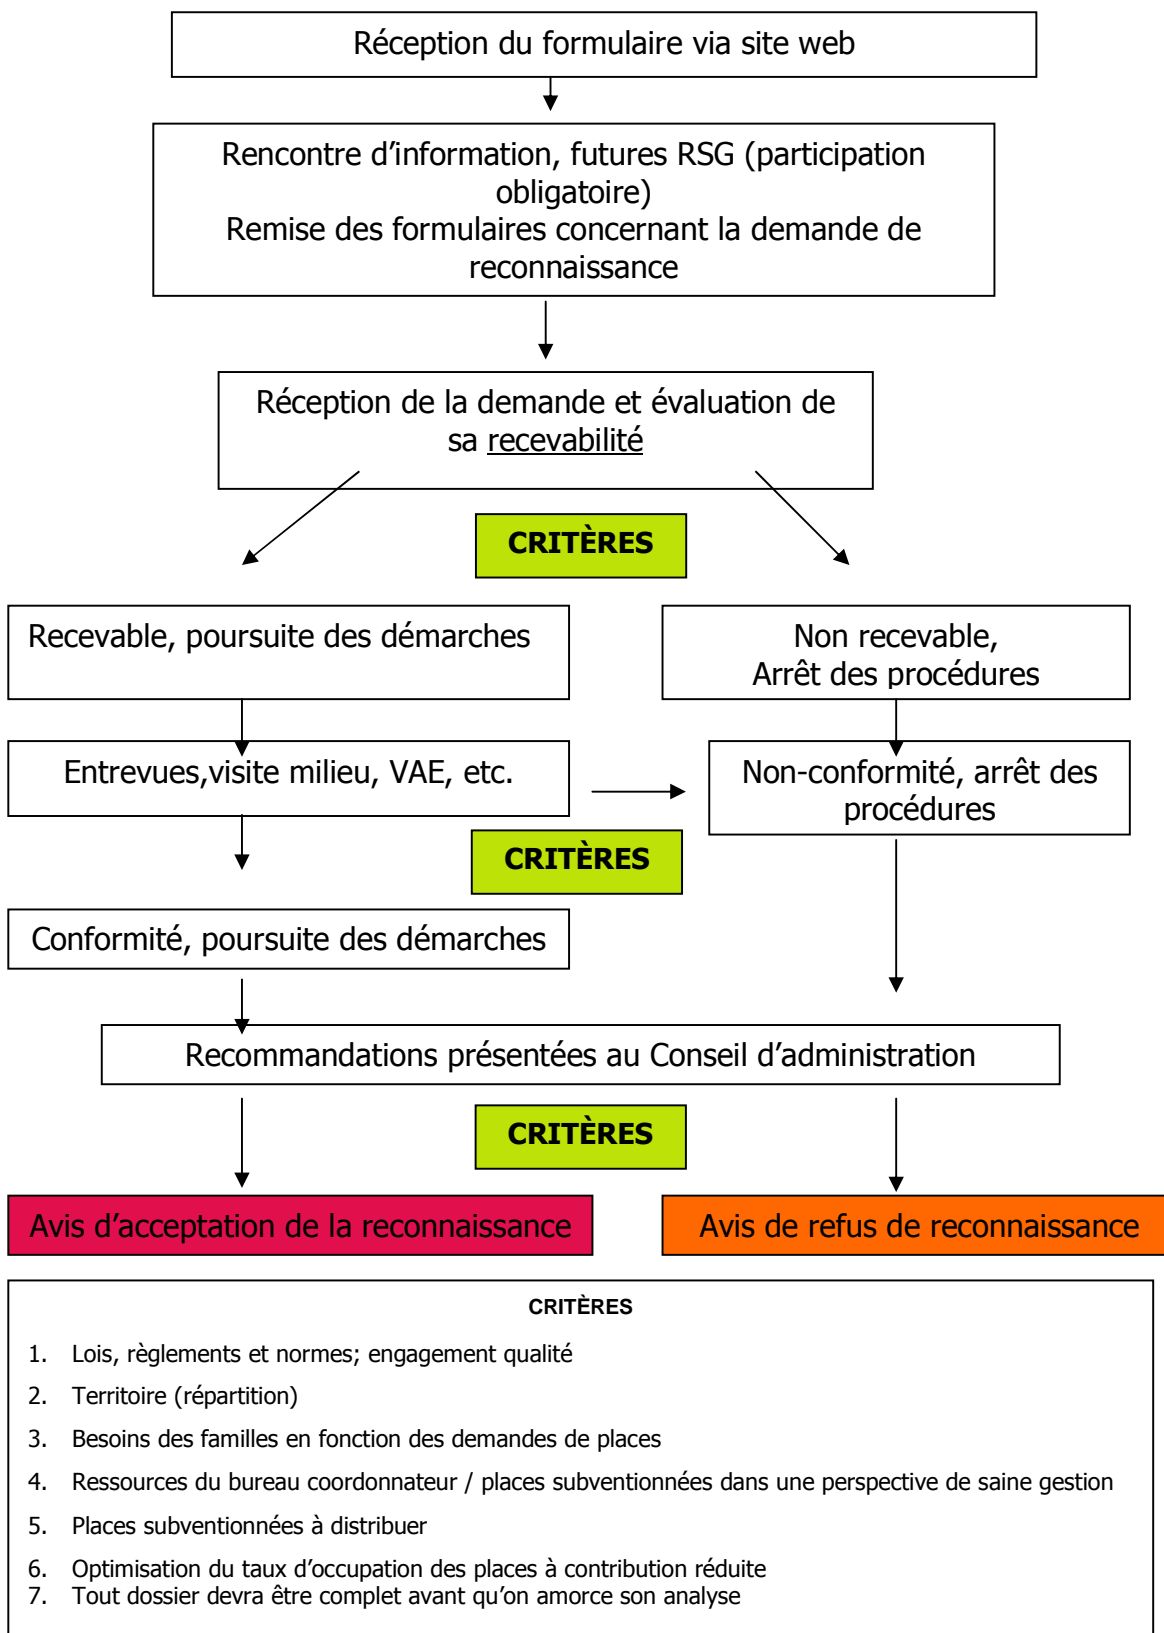 Réception du formulaire via site web
Rencontre d’information, futures RSG (participation
obligatoire)
Remise des formulaires concernant la demande de
reconnaissance
Réception de la demande et évaluation de
sa recevabilité
CRITÈRES
Recevable, poursuite des démarches
Non recevable,
Arrêt des procédures
Entrevues,visite milieu, VAE, etc.
Non-conformité, arrêt des
procédures
CRITÈRES
Conformité, poursuite des démarches
Recommandations présentées au Conseil d’administration
CRITÈRES
Avis d’acceptation de la reconnaissance
Avis de refus de reconnaissance
CRITÈRES
1. Lois, règlements et normes; engagement qualité
2. Territoire (répartition)
3. Besoins des familles en fonction des demandes de places
4. Ressources du bureau coordonnateur / places subventionnées dans une perspective de saine gestion
5. Places subventionnées à distribuer
6. Optimisation du taux d’occupation des places à contribution réduite
7. Tout dossier devra être complet avant qu’on amorce son analyse